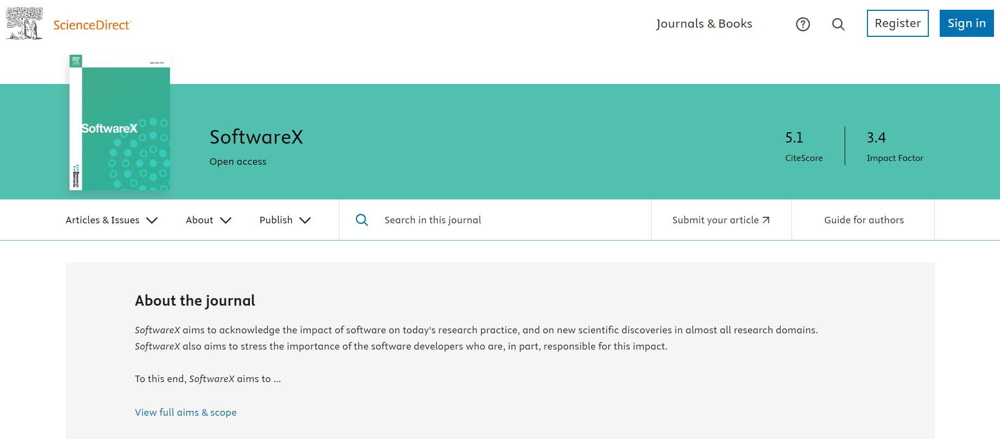 ScienceDirect
Journals & Books
Register
Sign in
SoftwareX
Research Elements
SoftwareX
Open access
5.1
CiteScore
3.4
Impact Factor
Articles & Issues
About
Publish
Search in this journal
Submit your article
Guide for authors
About the journal
SoftwareX aims to acknowledge the impact of software on today's research practice, and on new scientific discoveries in almost all research domains.
SoftwareX also aims to stress the importance of the software developers who are, in part, responsible for this impact.
To this end, SoftwareX aims to ...
View full aims & scope